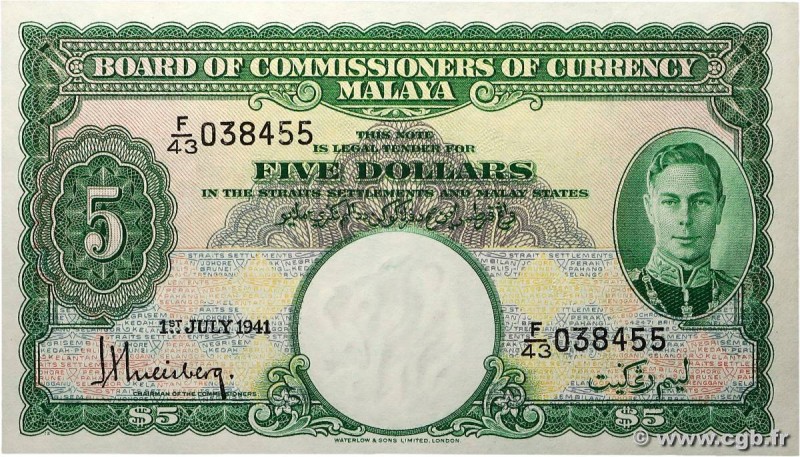 BOARD OF COMMISSIONERS OF CURRENCY
MALAYA
F/43 038455
THIS NOTE
IS LEGAL TENDER FOR
FIVE DOLLARS
IN THE STRAITS SETTLEMENTS AND MALAY STATES
5
1ST JULY 1941
F/43 038455
CHAIRMAN OF THE COMMISSIONERS
ليم رڠݢيت
$5
$5
WATERLOW & SONS LIMITED, LONDON.
© www.cgb.fr